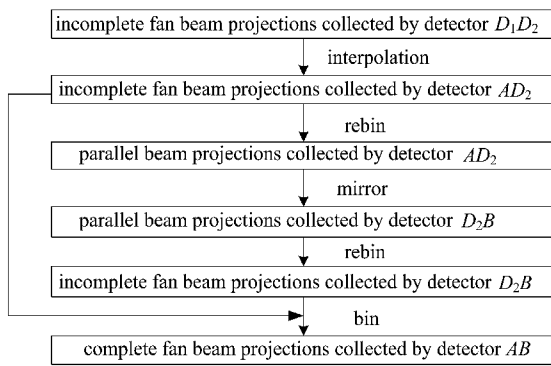 incomplete fan beam projections collected by detector D₁D₂
interpolation
incomplete fan beam projections collected by detector AD₂
rebin
parallel beam projections collected by detector AD₂
mirror
parallel beam projections collected by detector D₂B
rebin
incomplete fan beam projections collected by detector D₂B
bin
complete fan beam projections collected by detector AB